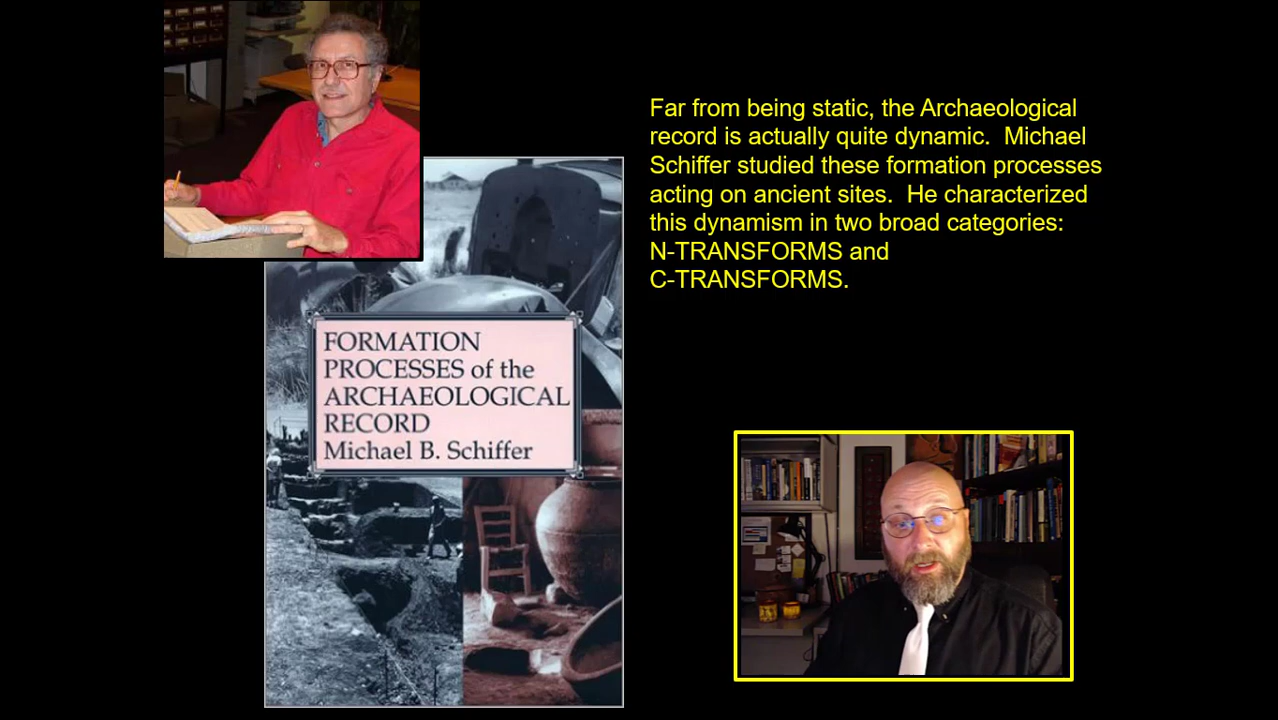 Far from being static, the Archaeological
record is actually quite dynamic.  Michael
Schiffer studied these formation processes
acting on ancient sites.  He characterized
this dynamism in two broad categories:
N-TRANSFORMS and
C-TRANSFORMS.
FORMATION
PROCESSES of the
ARCHAEOLOGICAL
RECORD
Michael B. Schiffer